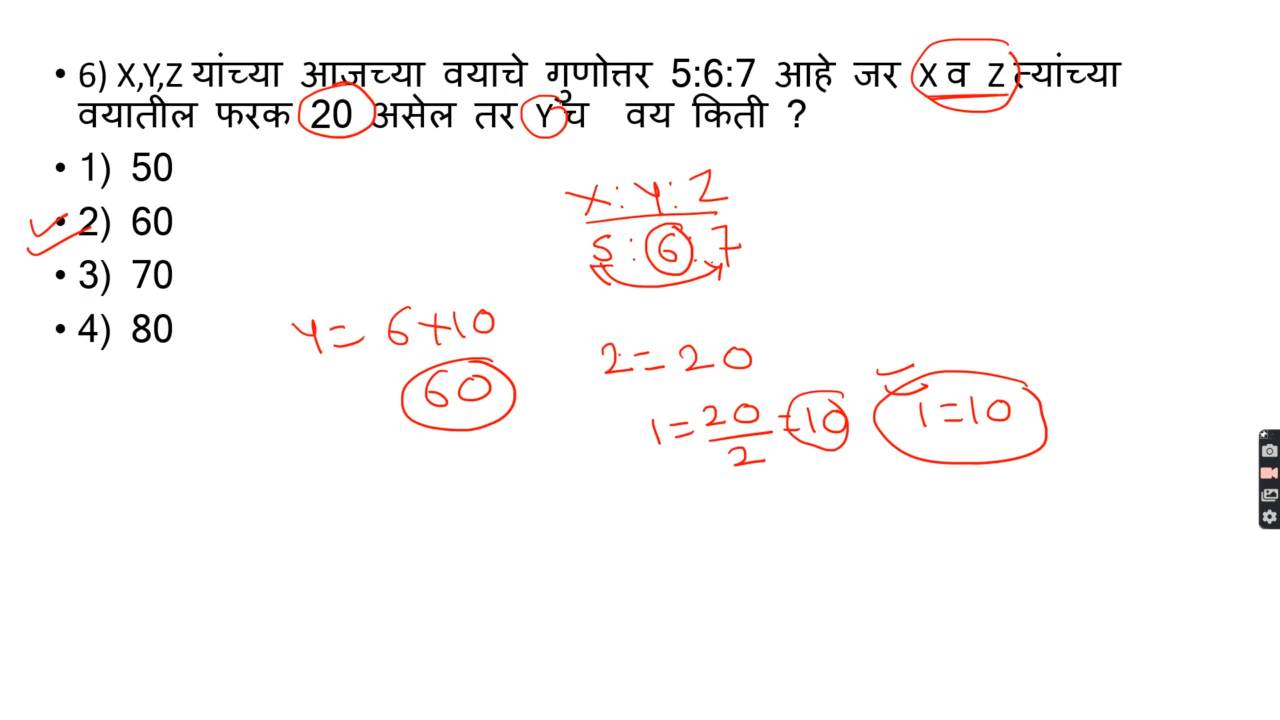 • 6) X,Y,Z यांच्या आजच्या वयाचे गुणोत्तर 5:6:7 आहे जर X व Z त्यांच्या
वयातील फरक 20 असेल तर Yचु वय किती ?
• 1) 50
• 2) 60
• 3) 70
• 4) 80
X : Y : Z
5 : 6 : 7
Y = 6 × 10
60
2 = 20
1 = 20/2 = 10
1 = 10